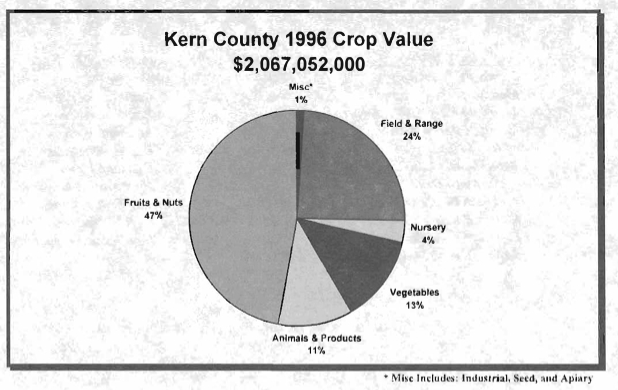 Kern County 1996 Crop Value
$2,067,052,000
Misc*
1%
Field & Range
24%
Fruits & Nuts
47%
Nursery
4%
Vegetables
13%
Animals & Products
11%
* Misc Includes: Industrial, Seed, and Apiary